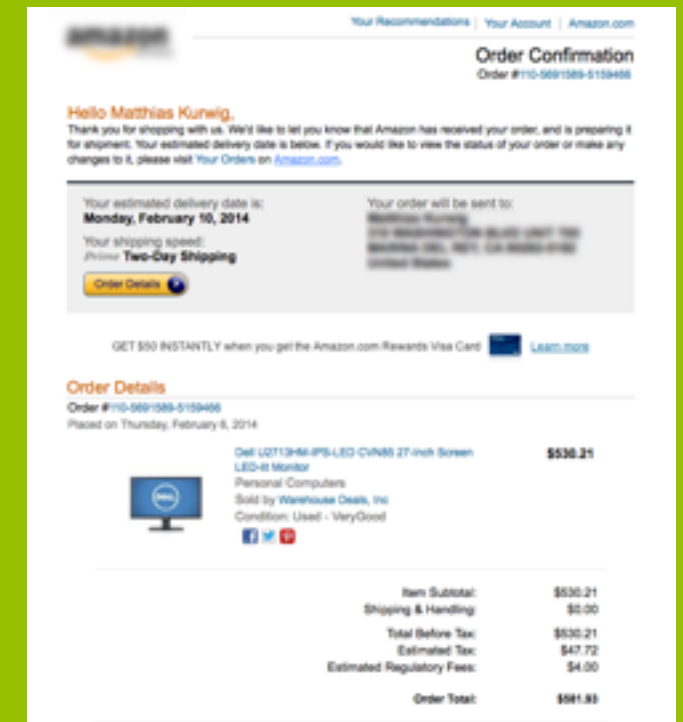 amazon
Your Recommendations | Your Account | Amazon.com
Order Confirmation
Order #110-5691589-5159466
Hello Matthias Kurwig,
Thank you for shopping with us. We'd like to let you know that Amazon has received your order, and is preparing it
for shipment. Your estimated delivery date is below. If you would like to view the status of your order or make any
changes to it, please visit Your Orders on Amazon.com.
Your estimated delivery date is:
Monday, February 10, 2014
Your shipping speed:
Prime Two-Day Shipping
Order Details
Your order will be sent to:
United States
GET $50 INSTANTLY when you get the Amazon.com Rewards Visa Card Learn more
Order Details
Order #110-5691589-5159466
Placed on Thursday, February 6, 2014
Dell U2713HM-IPS-LED CVN85 27-Inch Screen
LED-lit Monitor
Personal Computers
Sold by Warehouse Deals, Inc
Condition: Used - VeryGood
$530.21
DELL
Item Subtotal: $530.21
Shipping & Handling: $0.00
Total Before Tax: $530.21
Estimated Tax: $47.72
Estimated Regulatory Fees: $4.00
Order Total: $581.93